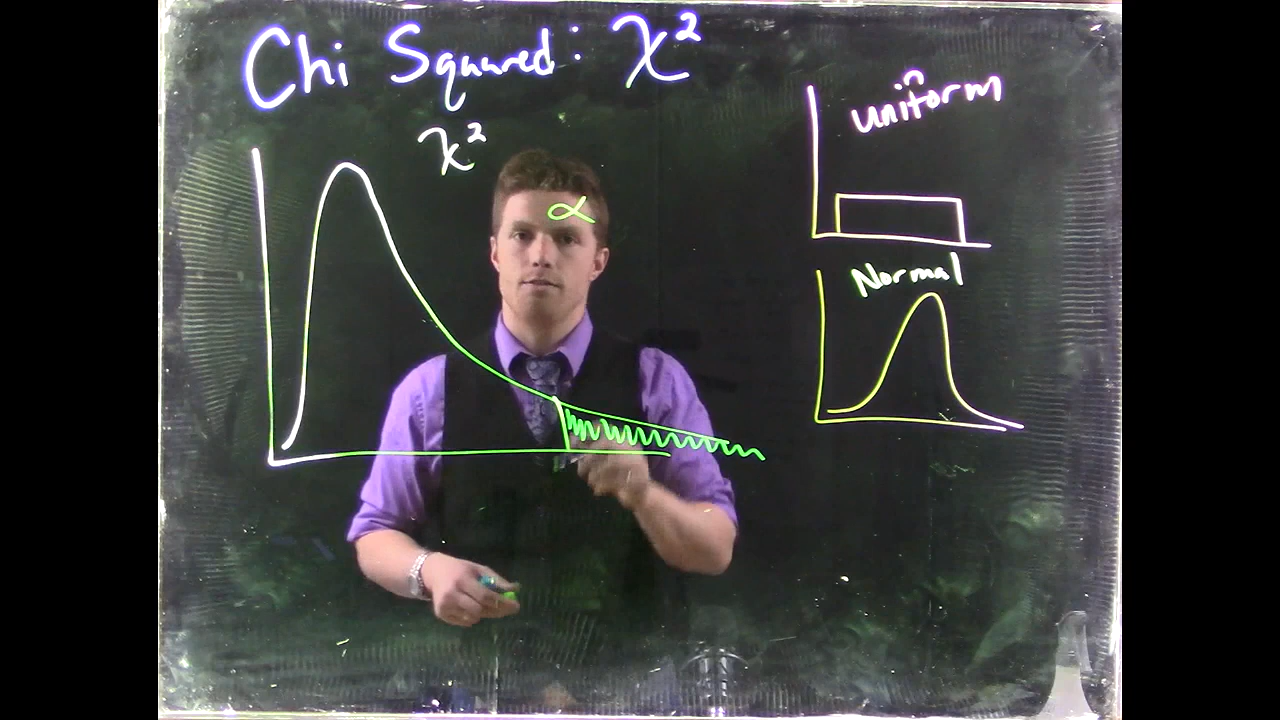 Chi Squared: χ²
χ²
α
uniform
Normal